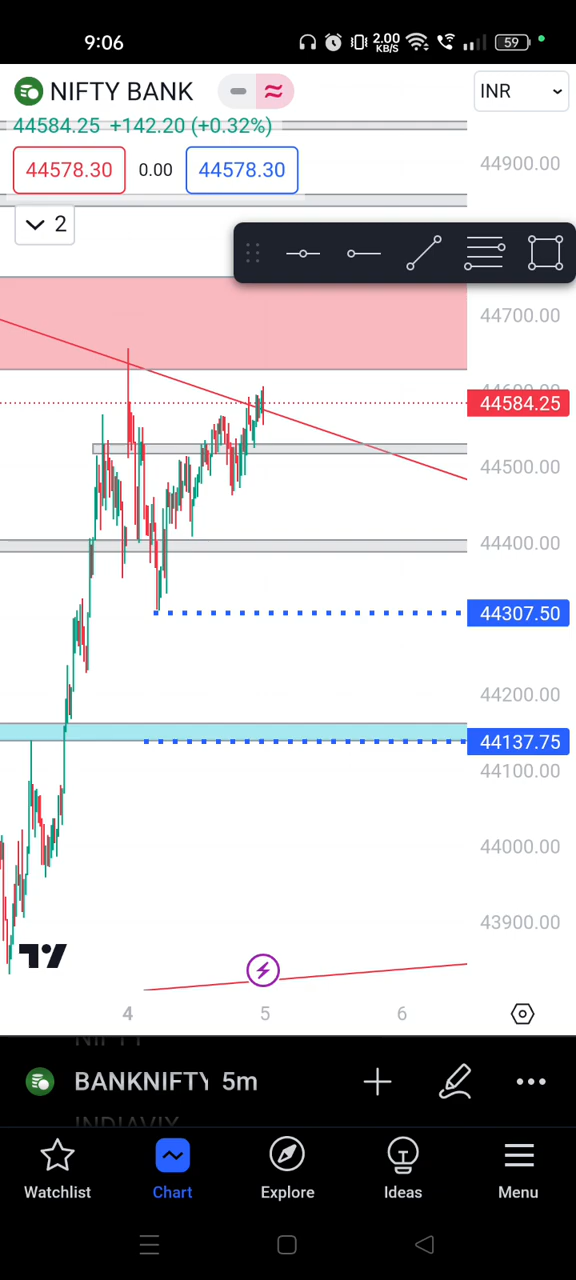 9:06
2.00
KB/S
59
NIFTY BANK
INR
44584.25 +142.20 (+0.32%)
44578.30
0.00
44578.30
2
44900.00
44700.00
44584.25
44500.00
44400.00
44307.50
44200.00
44137.75
44100.00
44000.00
43900.00
4
5
6
BANKNIFTY 5m
Watchlist
Chart
Explore
Ideas
Menu